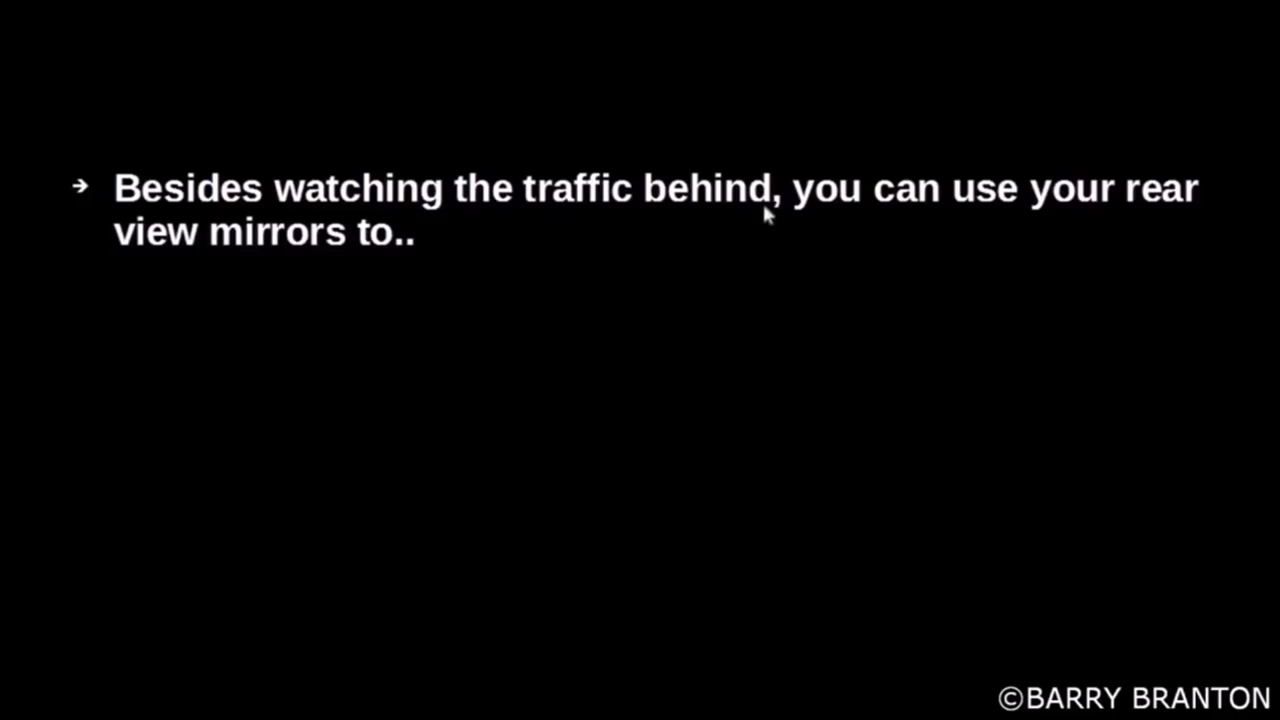 ➔ Besides watching the traffic behind, you can use your rear
view mirrors to..
©BARRY BRANTON